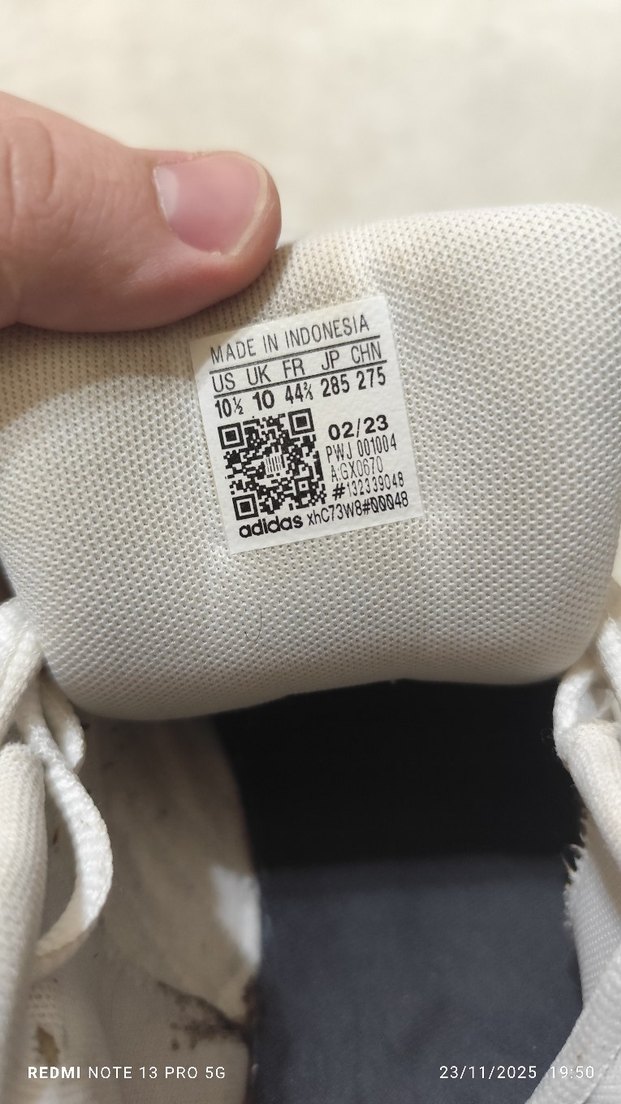 MADE IN INDONESIA
US UK FR JP CHN
10½ 10 44⅔ 285 275
02/23
PWJ 001004
A:GX0670
#132339048
adidas xhC73W8#00048
REDMI NOTE 13 PRO 5G
23/11/2025 19:50